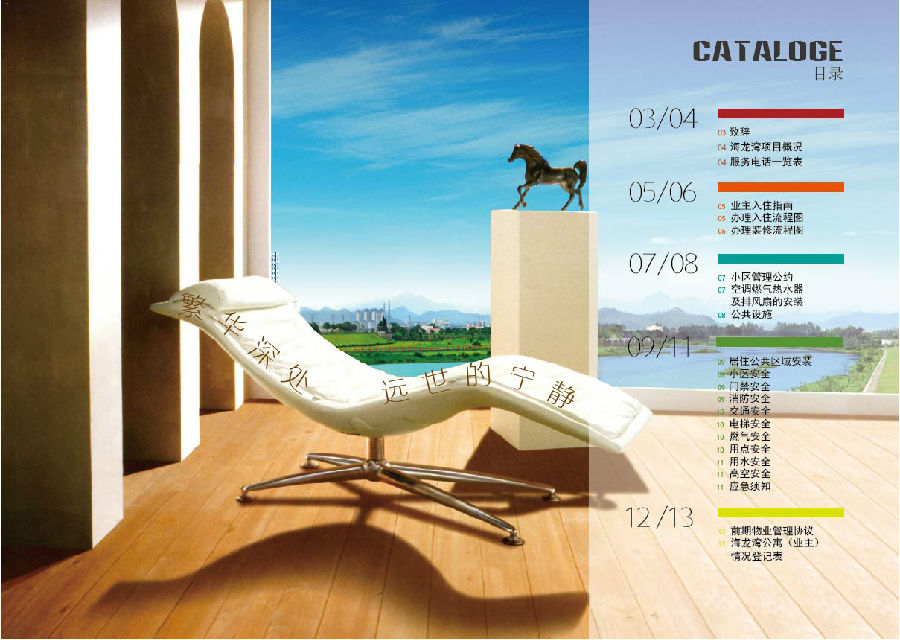 繁华深处 远世的宁静
CATALOGE
目录
03/04
03 致辞
04 海龙湾项目概况
04 服务电话一览表
05/06
05 业主入住指南
05 办理入住流程图
06 办理装修流程图
07/08
07 小区管理公约
07 空调燃气热水器
及排风扇的安装
08 公共设施
09/11
09 居住公共区域安装
09 小区安全
09 门禁安全
09 消防安全
10 交通安全
10 电梯安全
10 燃气安全
10 用点安全
11 用水安全
11 高空安全
11 应急须知
12/13
12 前期物业管理协议
13 海龙湾公寓（业主）
情况登记表